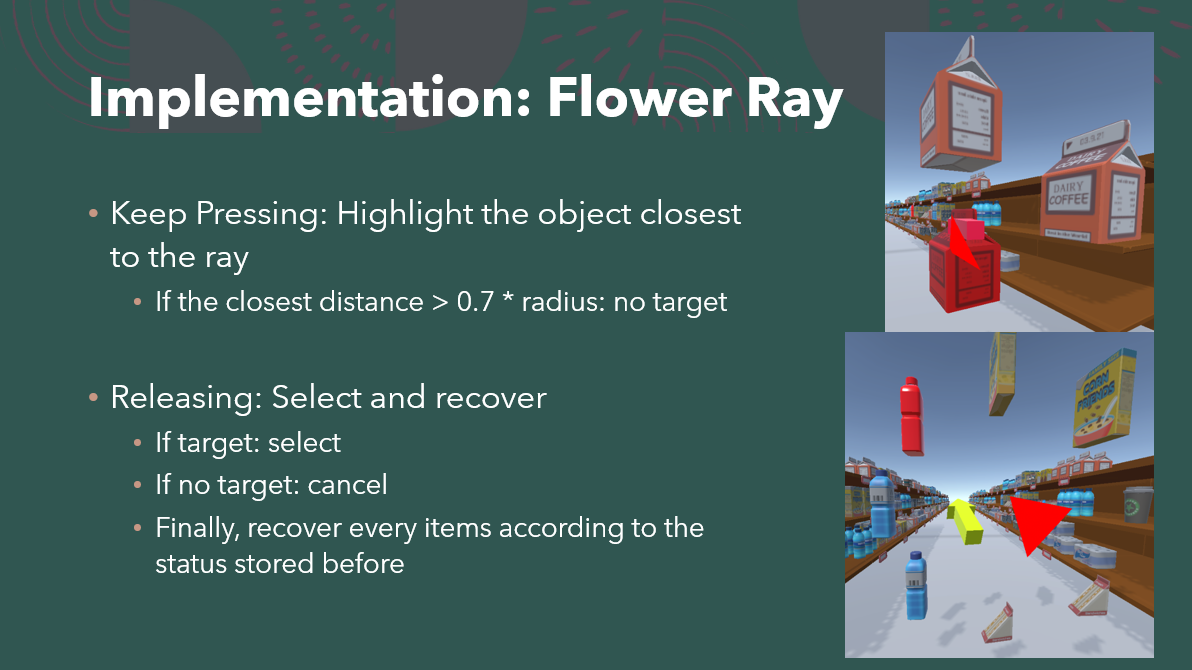 Implementation: Flower Ray
• Keep Pressing: Highlight the object closest
to the ray
• If the closest distance > 0.7 * radius: no target
• Releasing: Select and recover
• If target: select
• If no target: cancel
• Finally, recover every items according to the
status stored before
DAIRY
COFFEE
DAIRY
COFFEE
CORN